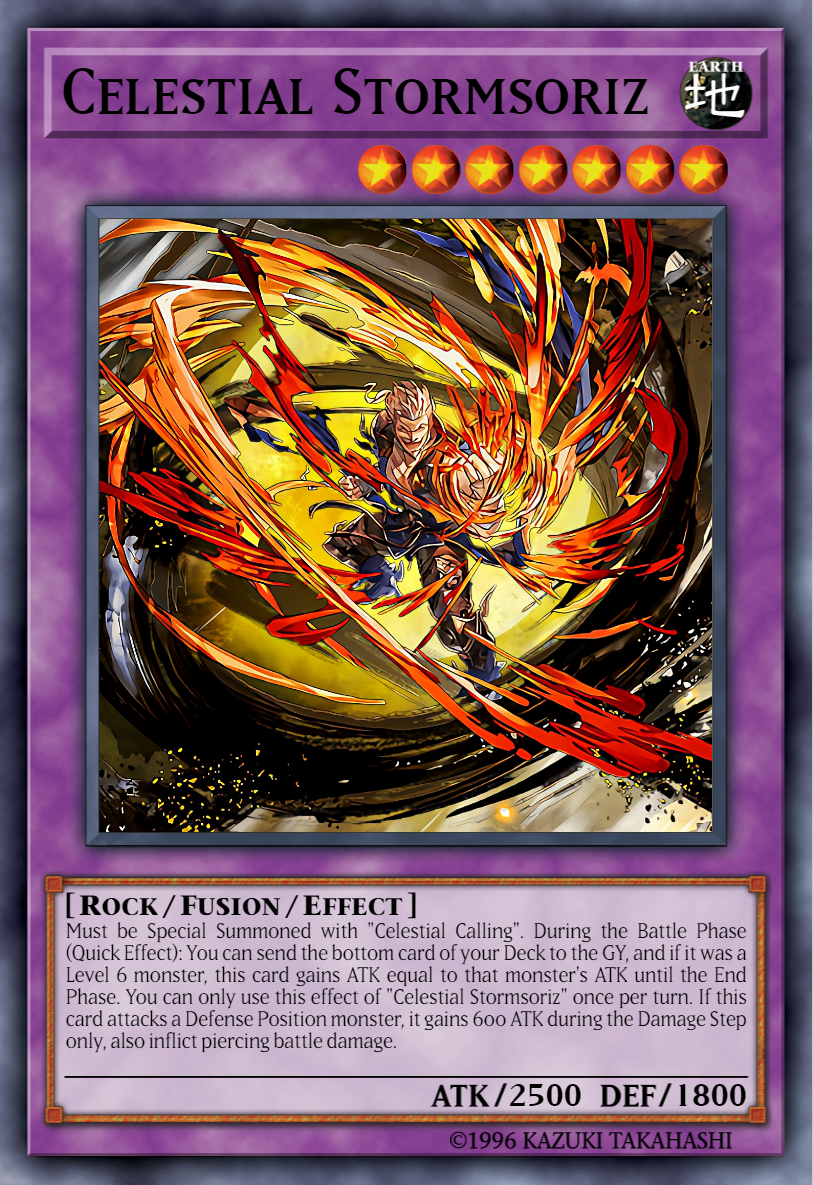 Celestial Stormsoriz
EARTH
地
[ Rock / Fusion / Effect ]
Must be Special Summoned with "Celestial Calling". During the Battle Phase
(Quick Effect): You can send the bottom card of your Deck to the GY, and if it was a
Level 6 monster, this card gains ATK equal to that monster's ATK until the End
Phase. You can only use this effect of "Celestial Stormsoriz" once per turn. If this
card attacks a Defense Position monster, it gains 600 ATK during the Damage Step
only, also inflict piercing battle damage.
ATK/2500 DEF/1800
©1996 KAZUKI TAKAHASHI